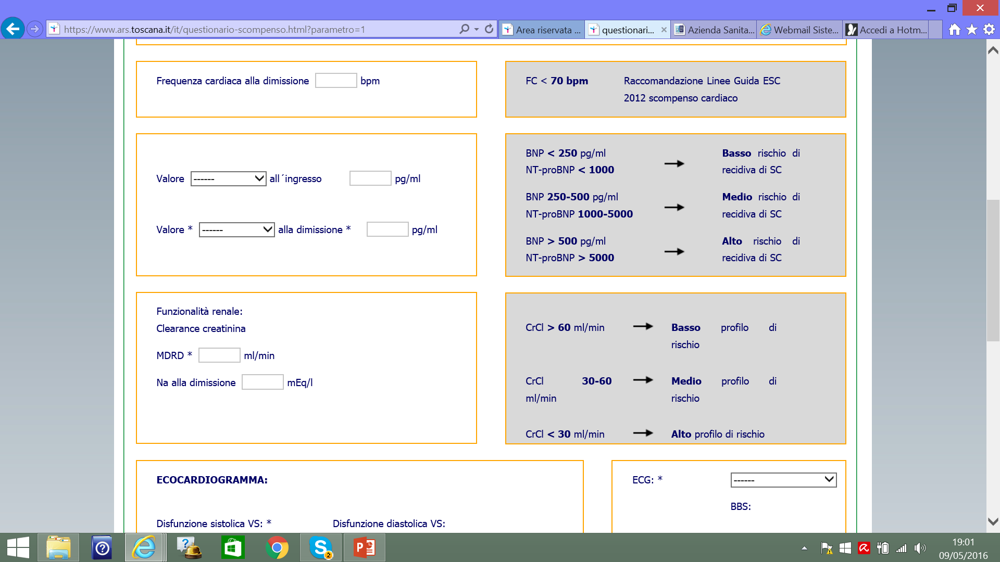 https://www.ars.toscana.it/it/questionario-scompenso.html?parametro=1
Area riservata ...
questionari...
Azienda Sanita...
Webmail Siste...
Accedi a Hotm...
Frequenza cardiaca alla dimissione bpm
FC < 70 bpm Raccomandazione Linee Guida ESC
2012 scompenso cardiaco
Valore ------ all´ingresso pg/ml
Valore * ------ alla dimissione * pg/ml
BNP < 250 pg/ml Basso rischio di
NT-proBNP < 1000 recidiva di SC
BNP 250-500 pg/ml Medio rischio di
NT-proBNP 1000-5000 recidiva di SC
BNP > 500 pg/ml Alto rischio di
NT-proBNP > 5000 recidiva di SC
Funzionalità renale:
Clearance creatinina
MDRD * ml/min
Na alla dimissione mEq/l
CrCl > 60 ml/min Basso profilo di
rischio
CrCl 30-60 Medio profilo di
ml/min rischio
CrCl < 30 ml/min Alto profilo di rischio
ECOCARDIOGRAMMA:
Disfunzione sistolica VS: * Disfunzione diastolica VS:
ECG: * ------
BBS:
2
19:01
09/05/2016